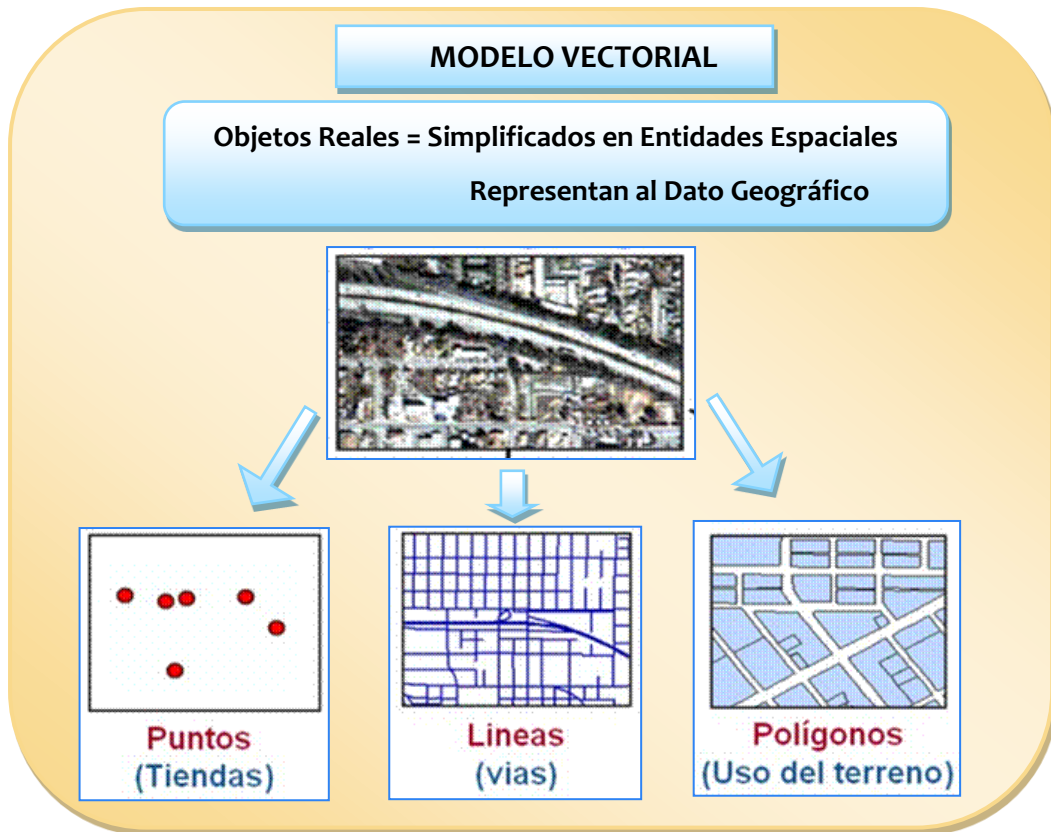 MODELO VECTORIAL
Objetos Reales = Simplificados en Entidades Espaciales
Representan al Dato Geográfico
Puntos
(Tiendas)
Lineas
(vias)
Polígonos
(Uso del terreno)